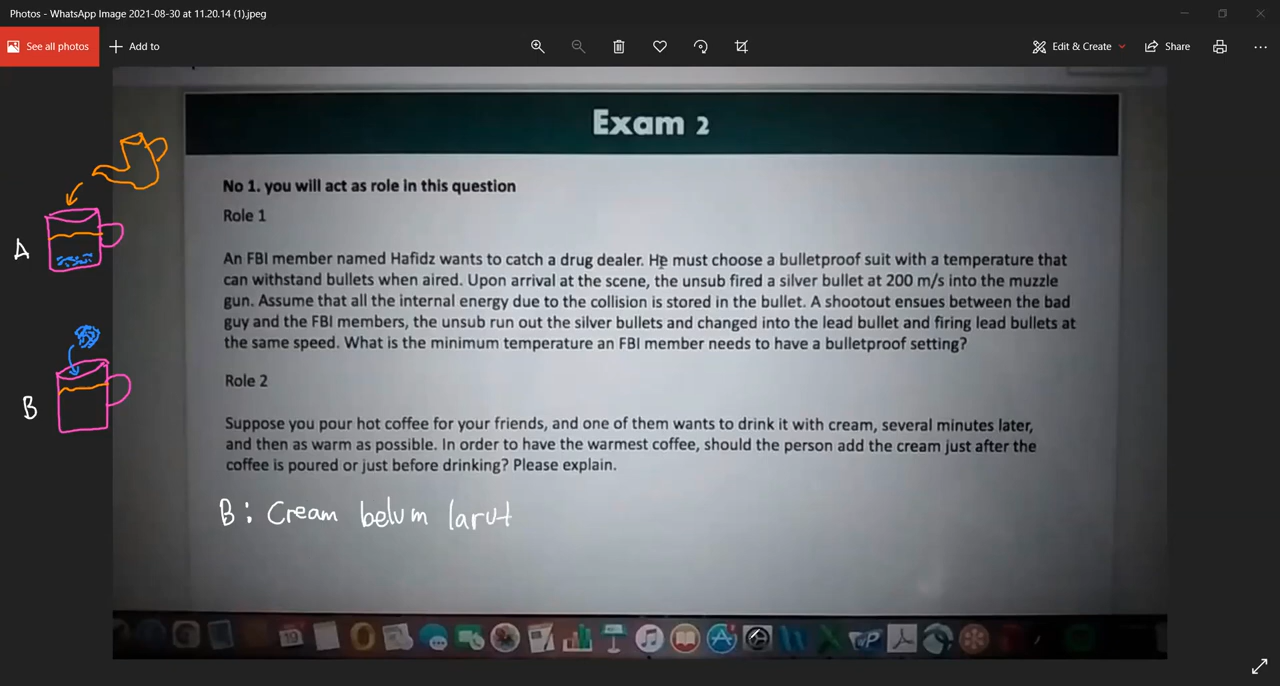 Photos - WhatsApp Image 2021-08-30 at 11.20.14 (1).jpeg
See all photos
Add to
Edit & Create
Share
Exam 2
No 1. you will act as role in this question
Role 1
An FBI member named Hafidz wants to catch a drug dealer. He must choose a bulletproof suit with a temperature that
can withstand bullets when aired. Upon arrival at the scene, the unsub fired a silver bullet at 200 m/s into the muzzle
gun. Assume that all the internal energy due to the collision is stored in the bullet. A shootout ensues between the bad
guy and the FBI members, the unsub run out the silver bullets and changed into the lead bullet and firing lead bullets at
the same speed. What is the minimum temperature an FBI member needs to have a bulletproof setting?
Role 2
Suppose you pour hot coffee for your friends, and one of them wants to drink it with cream, several minutes later,
and then as warm as possible. In order to have the warmest coffee, should the person add the cream just after the
coffee is poured or just before drinking? Please explain.
A
B
B : Cream belum larut
19